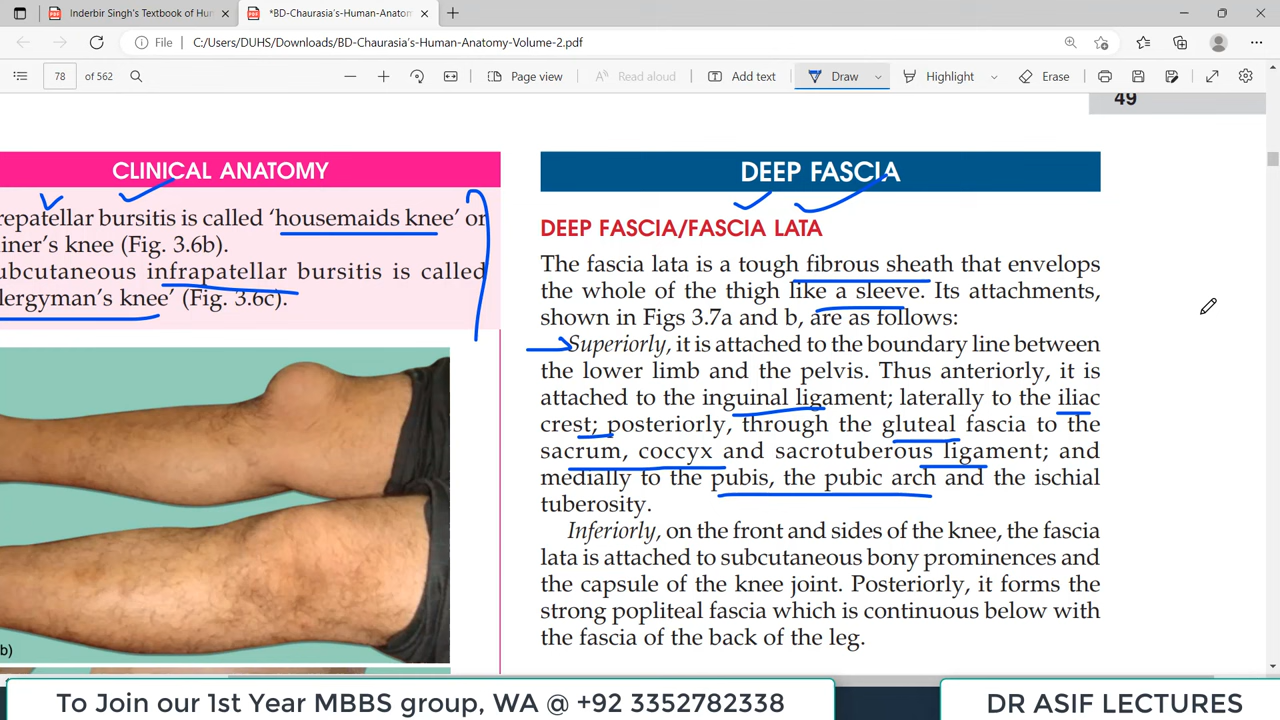 Inderbir Singh's Textbook of Hum
*BD-Chaurasia's-Human-Anatom
File
C:/Users/DUHS/Downloads/BD-Chaurasia's-Human-Anatomy-Volume-2.pdf
78 of 562
Page view
Read aloud
Add text
Draw
Highlight
Erase
49
CLINICAL ANATOMY
repatellar bursitis is called 'housemaids knee' or
iner's knee (Fig. 3.6b).
ubcutaneous infrapatellar bursitis is called
lergyman's knee' (Fig. 3.6c).
b)
DEEP FASCIA
DEEP FASCIA/FASCIA LATA
The fascia lata is a tough fibrous sheath that envelops
the whole of the thigh like a sleeve. Its attachments,
shown in Figs 3.7a and b, are as follows:
Superiorly, it is attached to the boundary line between
the lower limb and the pelvis. Thus anteriorly, it is
attached to the inguinal ligament; laterally to the iliac
crest; posteriorly, through the gluteal fascia to the
sacrum, coccyx and sacrotuberous ligament; and
medially to the pubis, the pubic arch and the ischial
tuberosity.
Inferiorly, on the front and sides of the knee, the fascia
lata is attached to subcutaneous bony prominences and
the capsule of the knee joint. Posteriorly, it forms the
strong popliteal fascia which is continuous below with
the fascia of the back of the leg.
To Join our 1st Year MBBS group, WA @ +92 3352782338
DR ASIF LECTURES